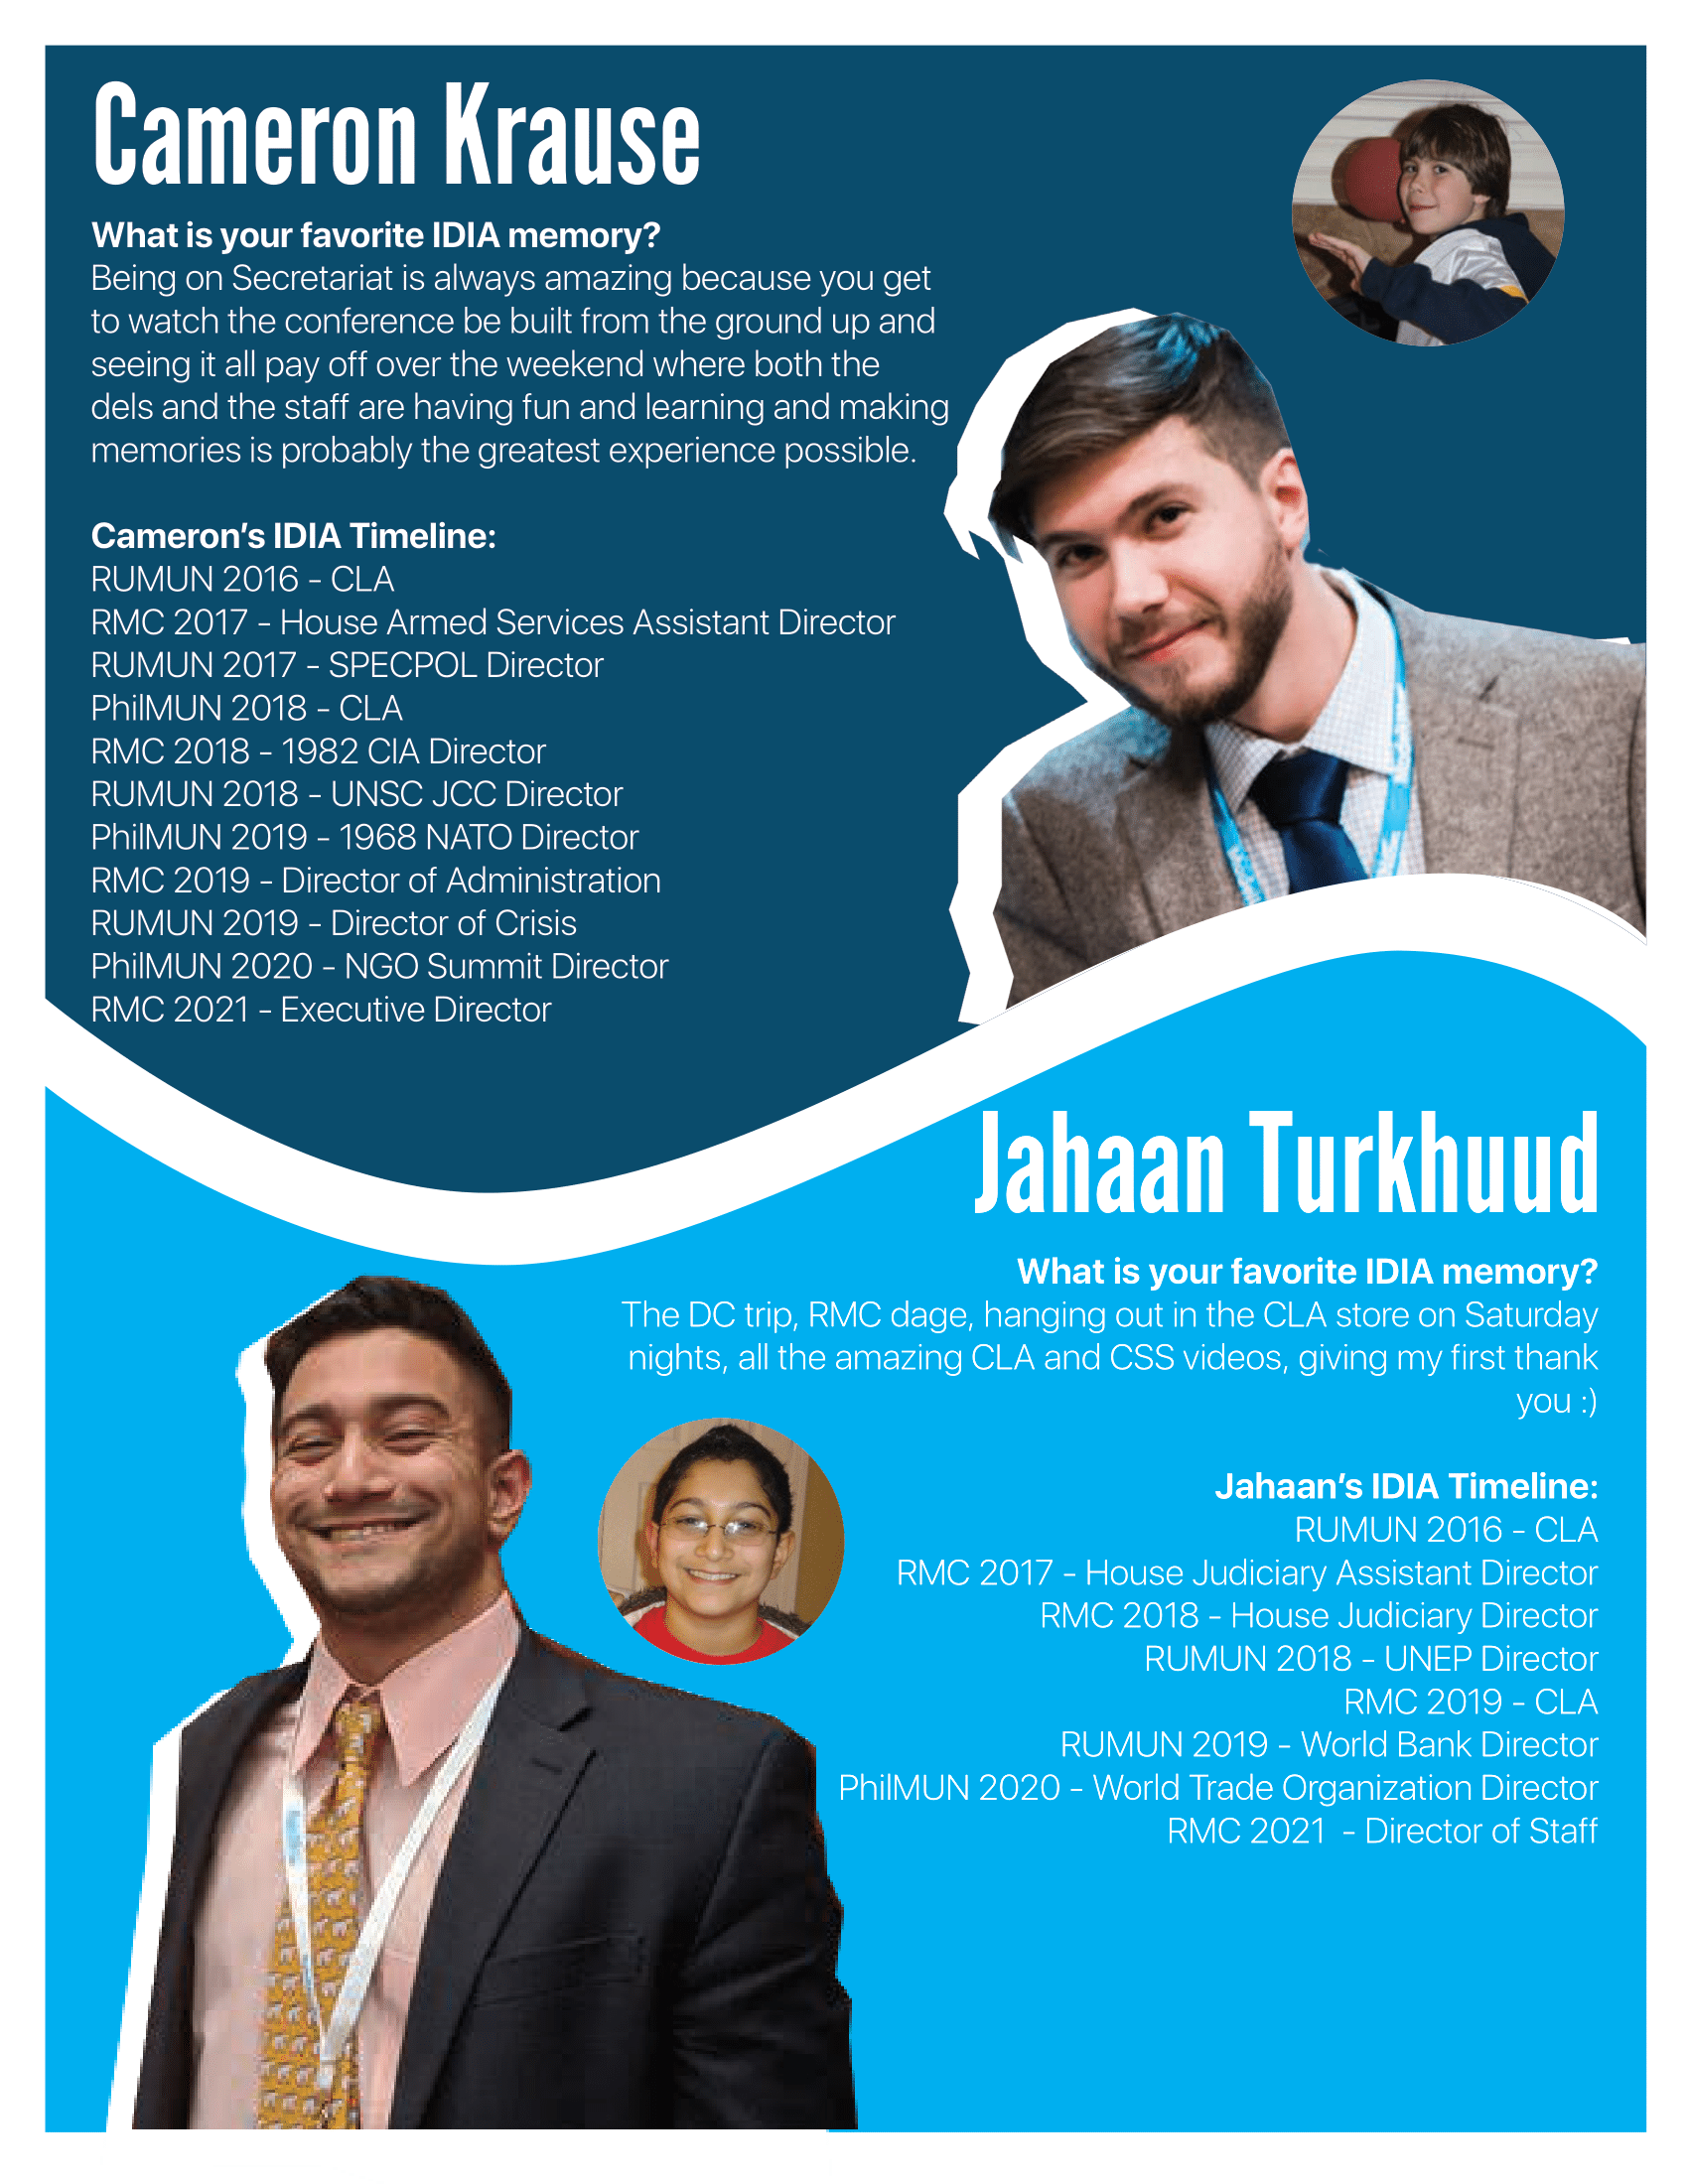 Cameron Krause
What is your favorite IDIA memory?
Being on Secretariat is always amazing because you get
to watch the conference be built from the ground up and
seeing it all pay off over the weekend where both the
dels and the staff are having fun and learning and making
memories is probably the greatest experience possible.
Cameron’s IDIA Timeline:
RUMUN 2016 - CLA
RMC 2017 - House Armed Services Assistant Director
RUMUN 2017 - SPECPOL Director
PhilMUN 2018 - CLA
RMC 2018 - 1982 CIA Director
RUMUN 2018 - UNSC JCC Director
PhilMUN 2019 - 1968 NATO Director
RMC 2019 - Director of Administration
RUMUN 2019 - Director of Crisis
PhilMUN 2020 - NGO Summit Director
RMC 2021 - Executive Director
Jahaan Turkhuud
What is your favorite IDIA memory?
The DC trip, RMC dage, hanging out in the CLA store on Saturday
nights, all the amazing CLA and CSS videos, giving my first thank
you :)
Jahaan’s IDIA Timeline:
RUMUN 2016 - CLA
RMC 2017 - House Judiciary Assistant Director
RMC 2018 - House Judiciary Director
RUMUN 2018 - UNEP Director
RMC 2019 - CLA
RUMUN 2019 - World Bank Director
PhilMUN 2020 - World Trade Organization Director
RMC 2021 - Director of Staff